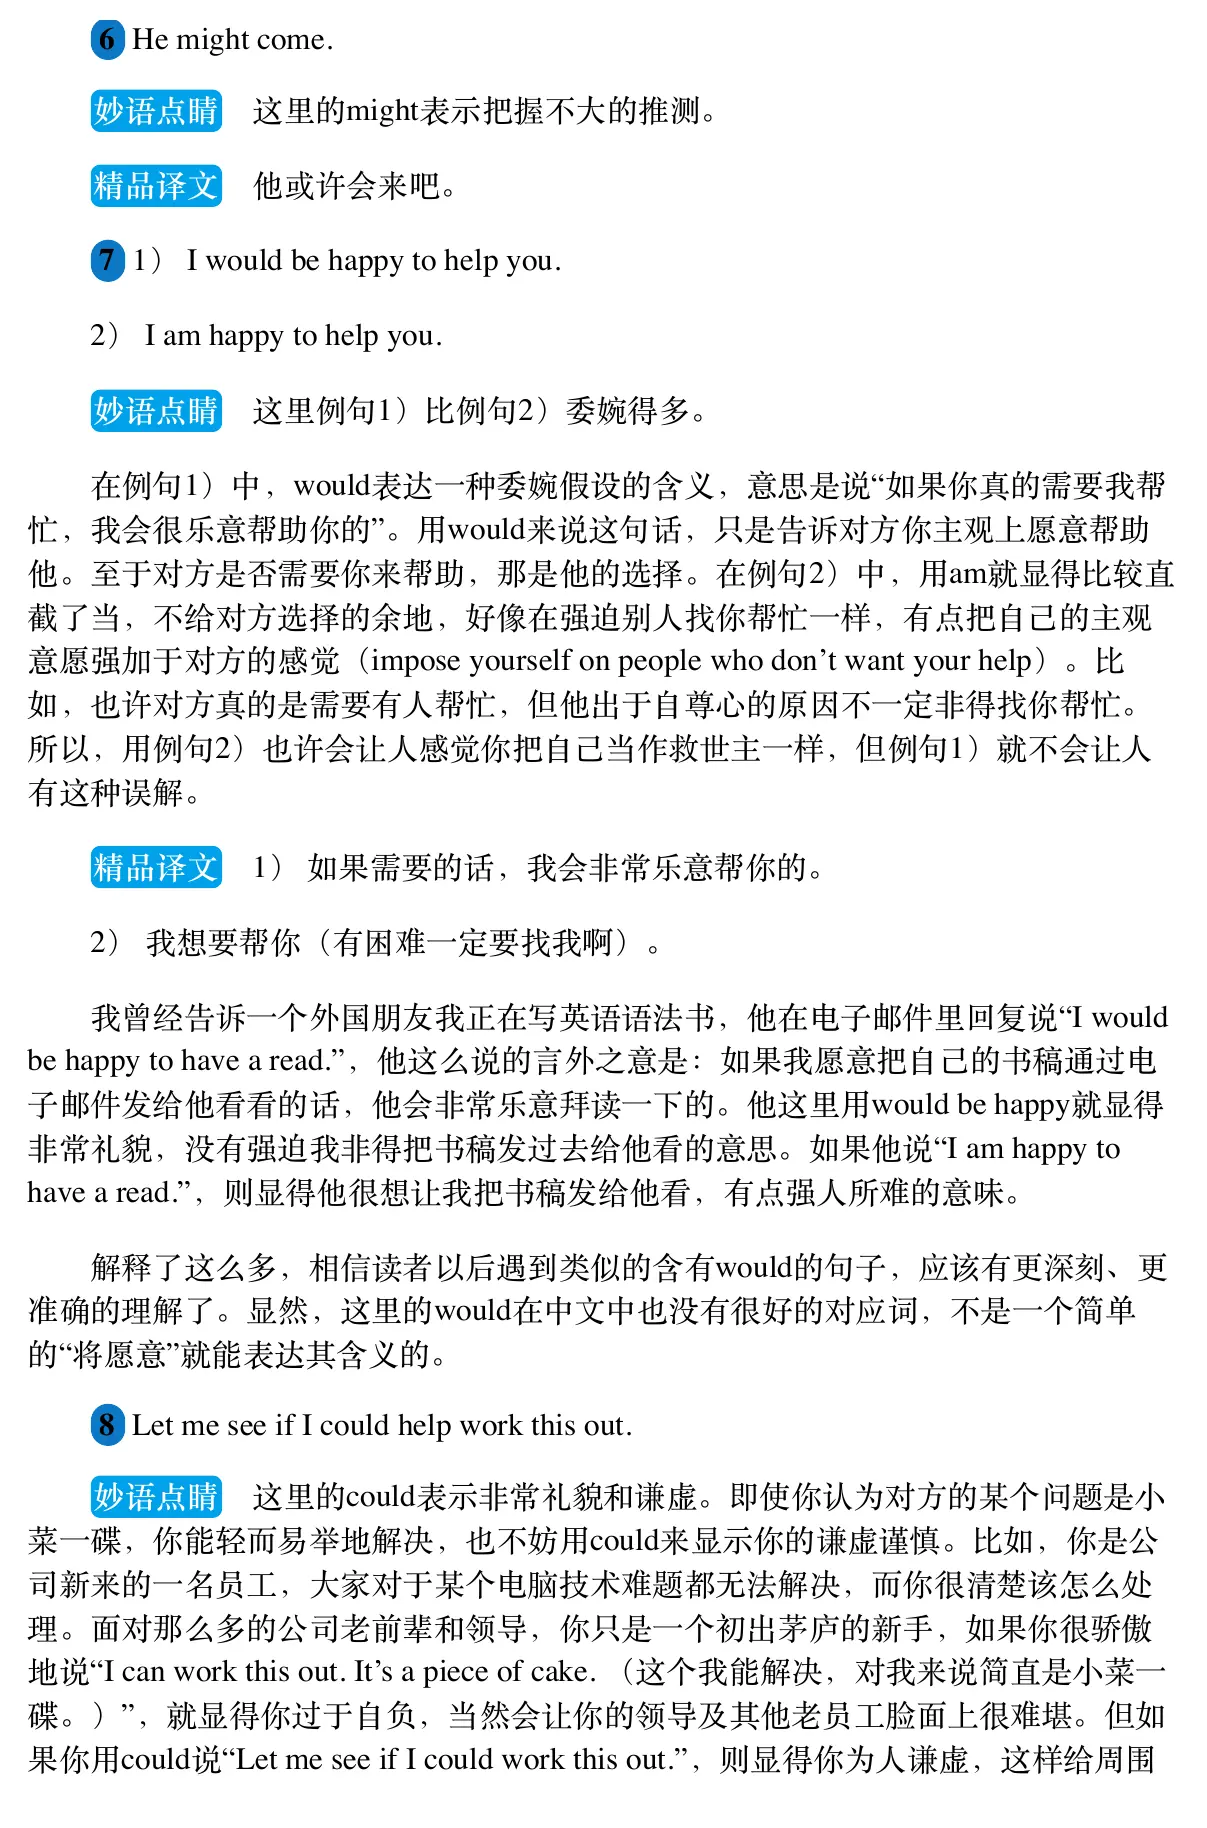 6 He might come.
妙语点睛 这里的might表示把握不大的推测。
精品译文 他或许会来吧。
7 1） I would be happy to help you.
2） I am happy to help you.
妙语点睛 这里例句1）比例句2）委婉得多。
在例句1）中，would表达一种委婉假设的含义，意思是说“如果你真的需要我帮
忙，我会很乐意帮助你的”。用would来说这句话，只是告诉对方你主观上愿意帮助
他。至于对方是否需要你来帮助，那是他的选择。在例句2）中，用am就显得比较直
截了当，不给对方选择的余地，好像在强迫别人找你帮忙一样，有点把自己的主观
意愿强加于对方的感觉（impose yourself on people who don’t want your help）。比
如，也许对方真的是需要有人帮忙，但他出于自尊心的原因不一定非得找你帮忙。
所以，用例句2）也许会让人感觉你把自己当作救世主一样，但例句1）就不会让人
有这种误解。
精品译文 1） 如果需要的话，我会非常乐意帮你的。
2） 我想要帮你（有困难一定要找我啊）。
我曾经告诉一个外国朋友我正在写英语语法书，他在电子邮件里回复说“I would
be happy to have a read.”，他这么说的言外之意是：如果我愿意把自己的书稿通过电
子邮件发给他看看的话，他会非常乐意拜读一下的。他这里用would be happy就显得
非常礼貌，没有强迫我非得把书稿发过去给他看的意思。如果他说“I am happy to
have a read.”，则显得他很想让我把书稿发给他看，有点强人所难的意味。
解释了这么多，相信读者以后遇到类似的含有would的句子，应该有更深刻、更
准确的理解了。显然，这里的would在中文中也没有很好的对应词，不是一个简单
的“将愿意”就能表达其含义的。
8 Let me see if I could help work this out.
妙语点睛 这里的could表示非常礼貌和谦虚。即使你认为对方的某个问题是小
菜一碟，你能轻而易举地解决，也不妨用could来显示你的谦虚谨慎。比如，你是公
司新来的一名员工，大家对于某个电脑技术难题都无法解决，而你很清楚该怎么处
理。面对那么多的公司老前辈和领导，你只是一个初出茅庐的新手，如果你很骄傲
地说“I can work this out. It’s a piece of cake. （这个我能解决，对我来说简直是小菜一
碟。）”，就显得你过于自负，当然会让你的领导及其他老员工脸面上很难堪。但如
果你用could说“Let me see if I could work this out.”，则显得你为人谦虚，这样给周围